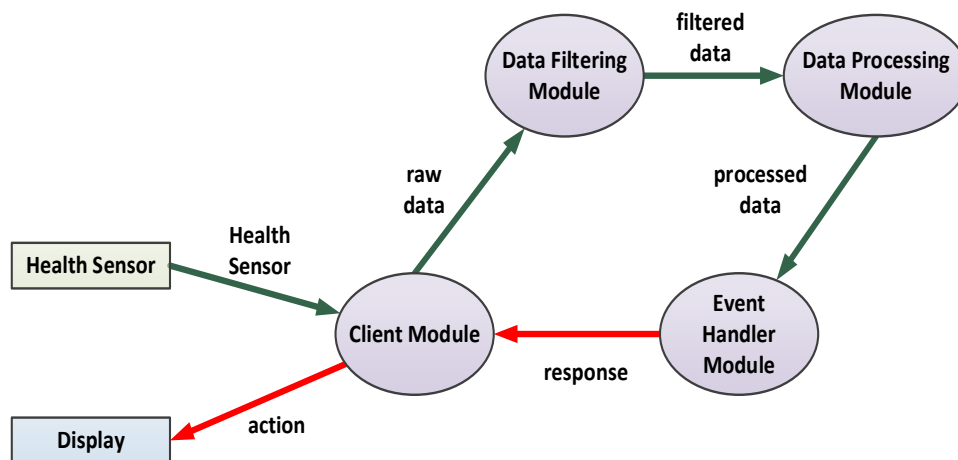 filtered
data
Data Filtering
Module
Data Processing
Module
raw
data
processed
data
Health
Sensor
Health Sensor
Client Module
Event
Handler
Module
response
action
Display